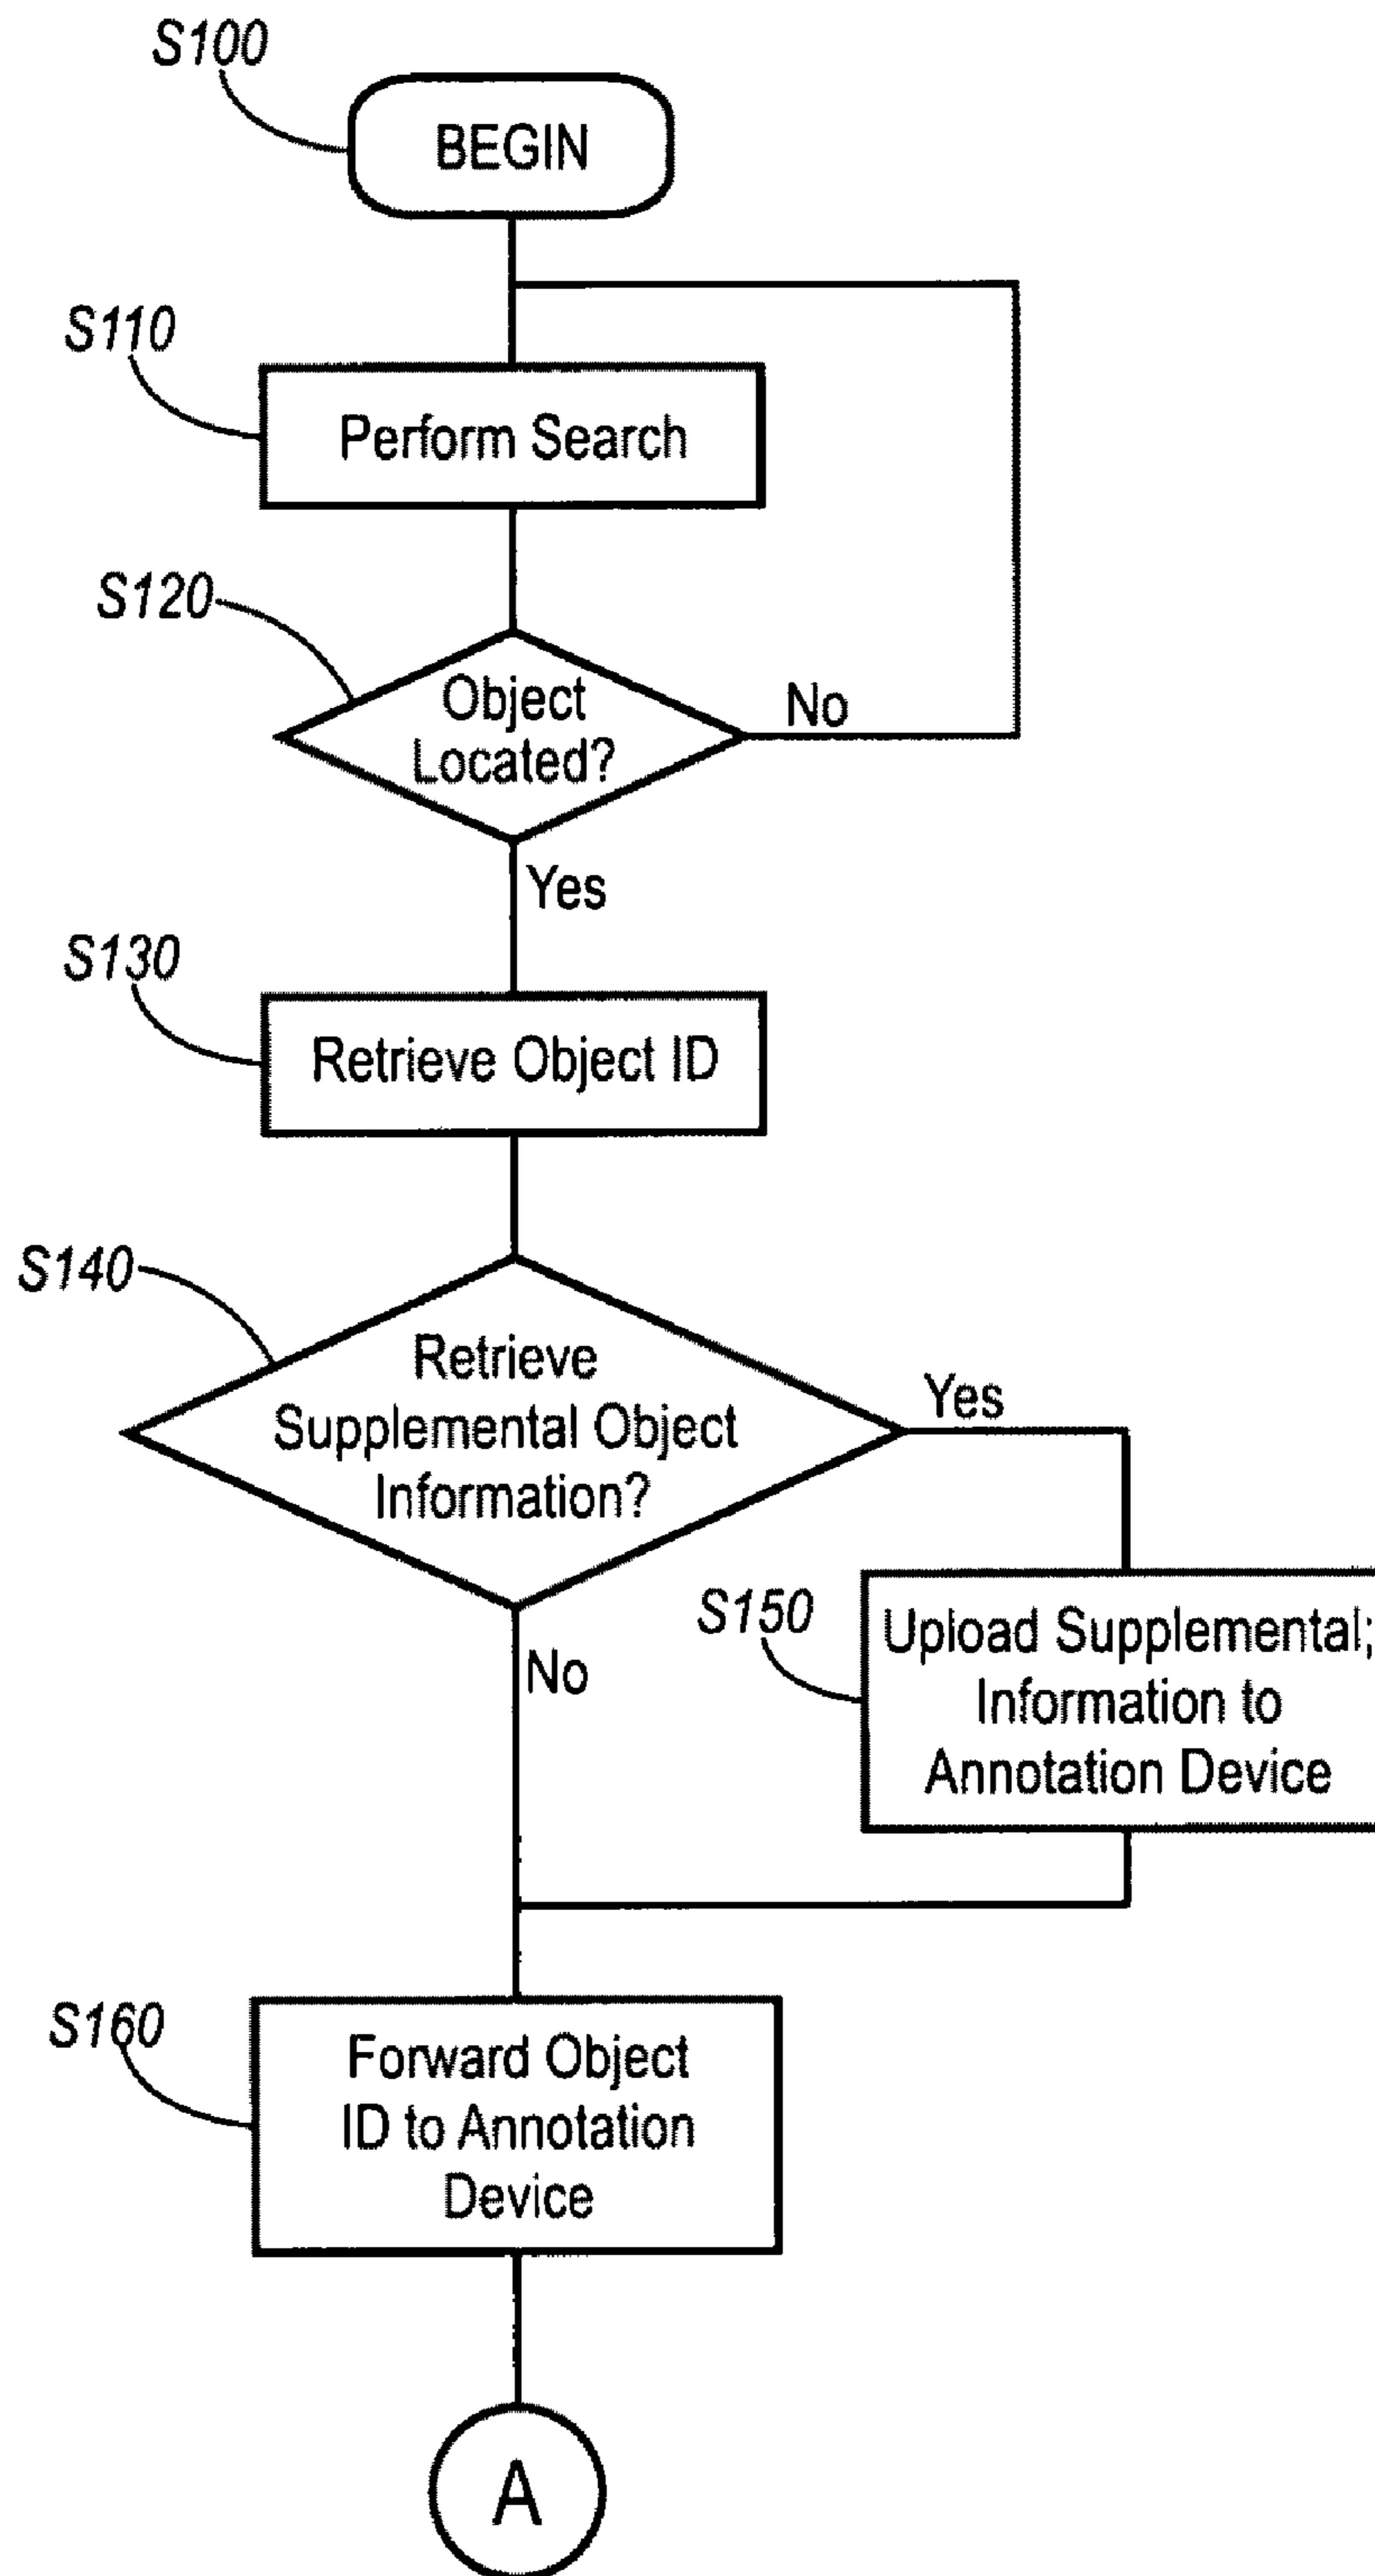 S100
BEGIN
S110
Perform Search
S120
Object
Located?
No
Yes
S130
Retrieve Object ID
S140
Retrieve
Supplemental Object
Information?
Yes
No
S150
Upload Supplemental;
Information to
Annotation Device
S160
Forward Object
ID to Annotation
Device
A